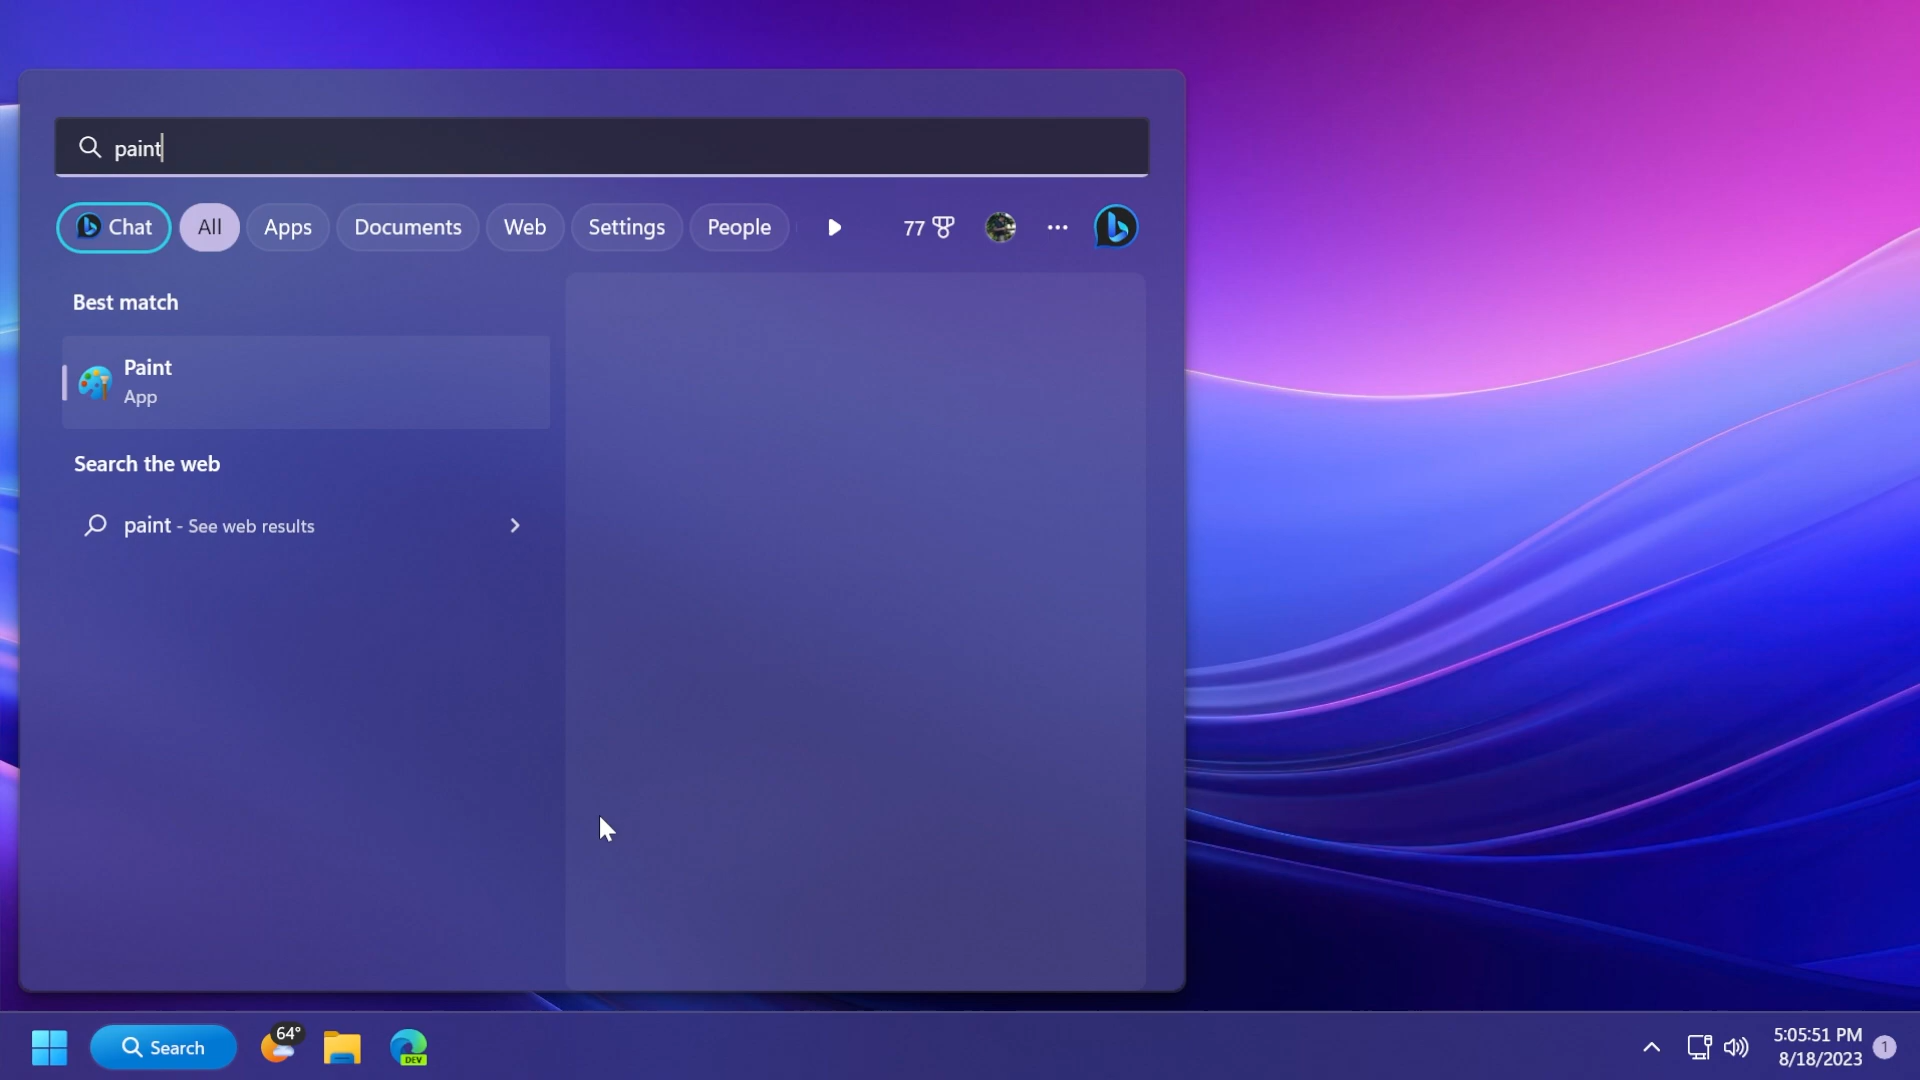 paint
Chat All Apps Documents Web Settings People 77
Best match
Paint
App
Search the web
paint - See web results
Search 64° DEV
5:05:51 PM
8/18/2023
1